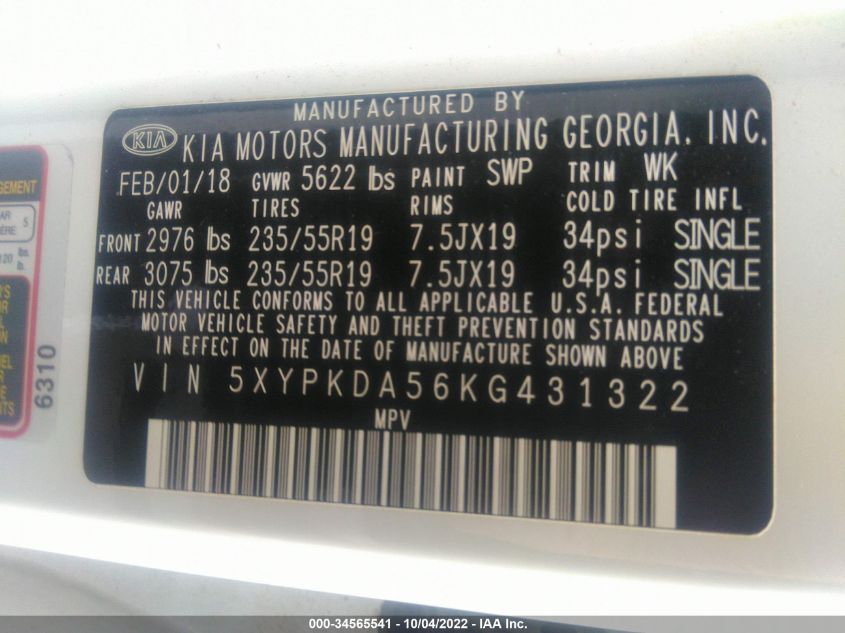 MANUFACTURED BY
KIA KIA MOTORS MANUFACTURING GEORGIA, INC.
FEB/01/18 GVWR 5622 lbs PAINT SWP TRIM WK
GAWR TIRES RIMS COLD TIRE INFL
FRONT 2976 lbs 235/55R19 7.5JX19 34psi SINGLE
REAR 3075 lbs 235/55R19 7.5JX19 34psi SINGLE
THIS VEHICLE CONFORMS TO ALL APPLICABLE U.S.A. FEDERAL
MOTOR VEHICLE SAFETY AND THEFT PREVENTION STANDARDS
IN EFFECT ON THE DATE OF MANUFACTURE SHOWN ABOVE
VIN 5XYPKDA56KG431322
MPV
5
lbs.
lb.
6310
000-34565541 - 10/04/2022 - IAA Inc.